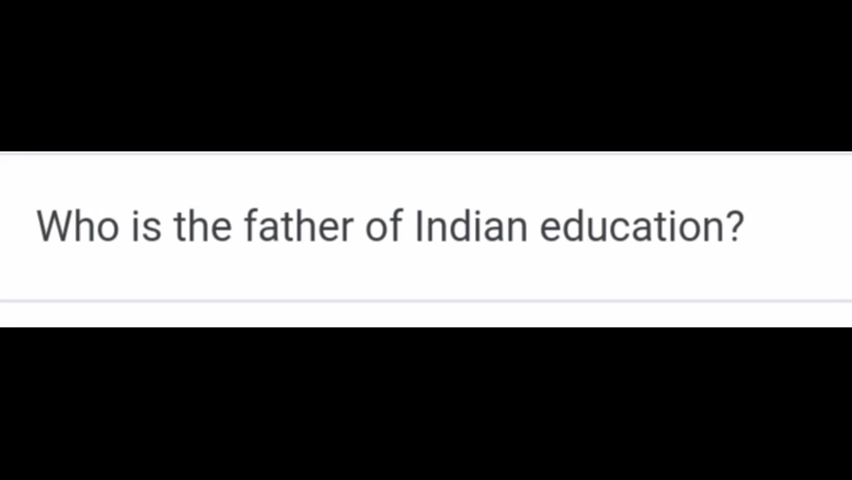 Who is the father of Indian education?